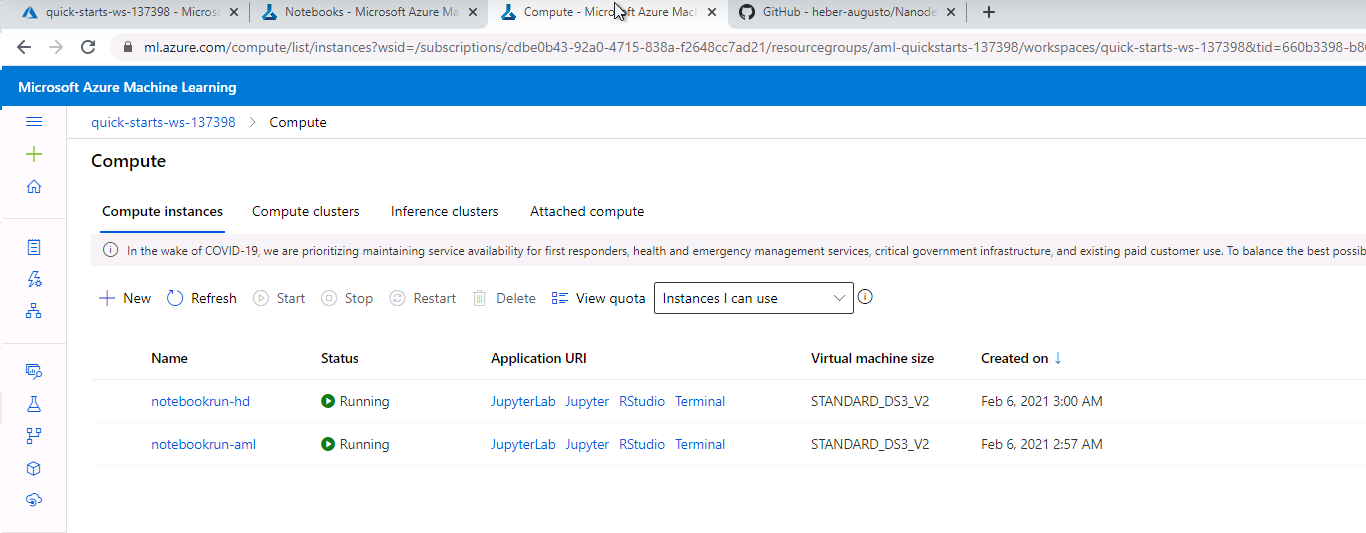 quick-starts-ws-137398 - Microso
Notebooks - Microsoft Azure Ma
Compute - Microsoft Azure Mach
GitHub - heber-augusto/Nanode
ml.azure.com/compute/list/instances?wsid=/subscriptions/cdbe0b43-92a0-4715-838a-f2648cc7ad21/resourcegroups/aml-quickstarts-137398/workspaces/quick-starts-ws-137398&tid=660b3398-b8
Microsoft Azure Machine Learning
quick-starts-ws-137398 > Compute
Compute
Compute instances Compute clusters Inference clusters Attached compute
In the wake of COVID-19, we are prioritizing maintaining service availability for first responders, health and emergency management services, critical government infrastructure, and existing paid customer use. To balance the best possib
New Refresh Start Stop Restart Delete View quota Instances I can use
Name Status Application URI Virtual machine size Created on ↓
notebookrun-hd Running JupyterLab Jupyter RStudio Terminal STANDARD_DS3_V2 Feb 6, 2021 3:00 AM
notebookrun-aml Running JupyterLab Jupyter RStudio Terminal STANDARD_DS3_V2 Feb 6, 2021 2:57 AM